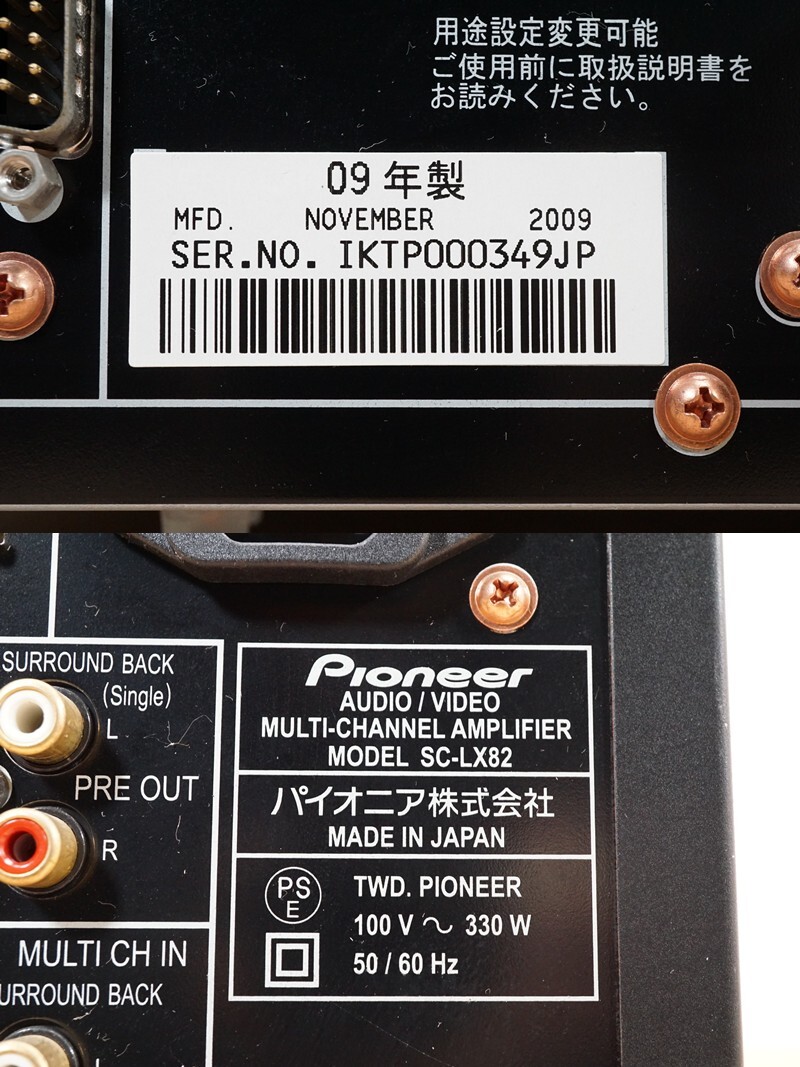 用途設定変更可能
ご使用前に取扱説明書を
お読みください。
09年製
MFD. NOVEMBER 2009
SER.NO. IKTP000349JP
SURROUND BACK
(Single)
L
PRE OUT
R
MULTI CH IN
URROUND BACK
Pioneer
AUDIO / VIDEO
MULTI-CHANNEL AMPLIFIER
MODEL SC-LX82
パイオニア株式会社
MADE IN JAPAN
PS
E
TWD. PIONEER
100 V ～ 330 W
50 / 60 Hz